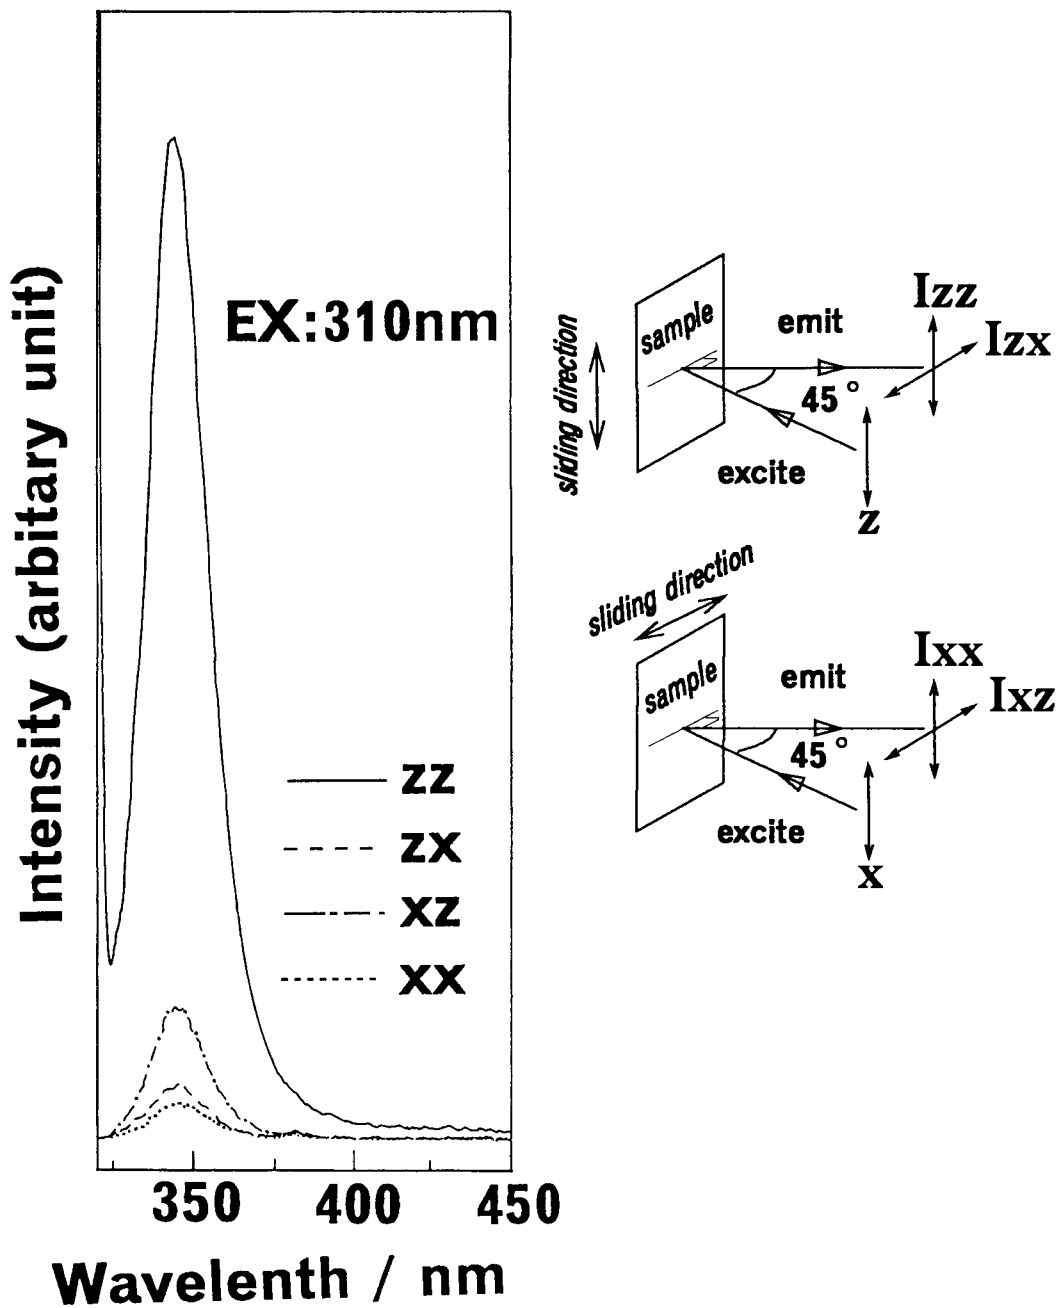 Intensity (arbitary unit)
EX:310nm
zz
zx
xz
xx
350
400
450
Wavelenth / nm
sliding direction
sample
emit
45°
excite
Izz
Izx
z
sliding direction
sample
emit
45°
excite
Ixx
Ixz
x